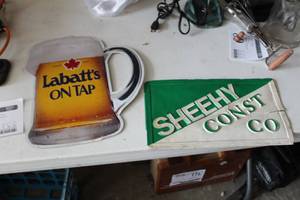 Labatt's
ON TAP
SHEEHY
CONST
CO